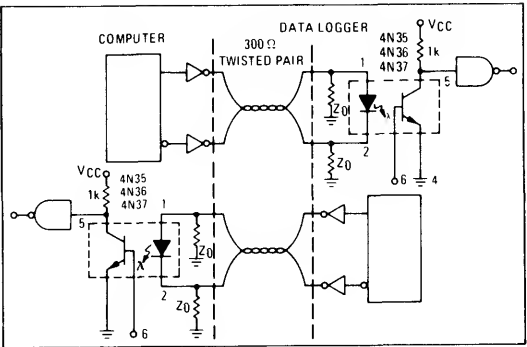 COMPUTER
300 Ω
TWISTED PAIR
DATA LOGGER
4N35
4N36
4N37
VCC
1k
1
5
Z0
λ
2
Z0
6
4
VCC
1k
4N35
4N36
4N37
1
5
λ
Z0
2
Z0
6